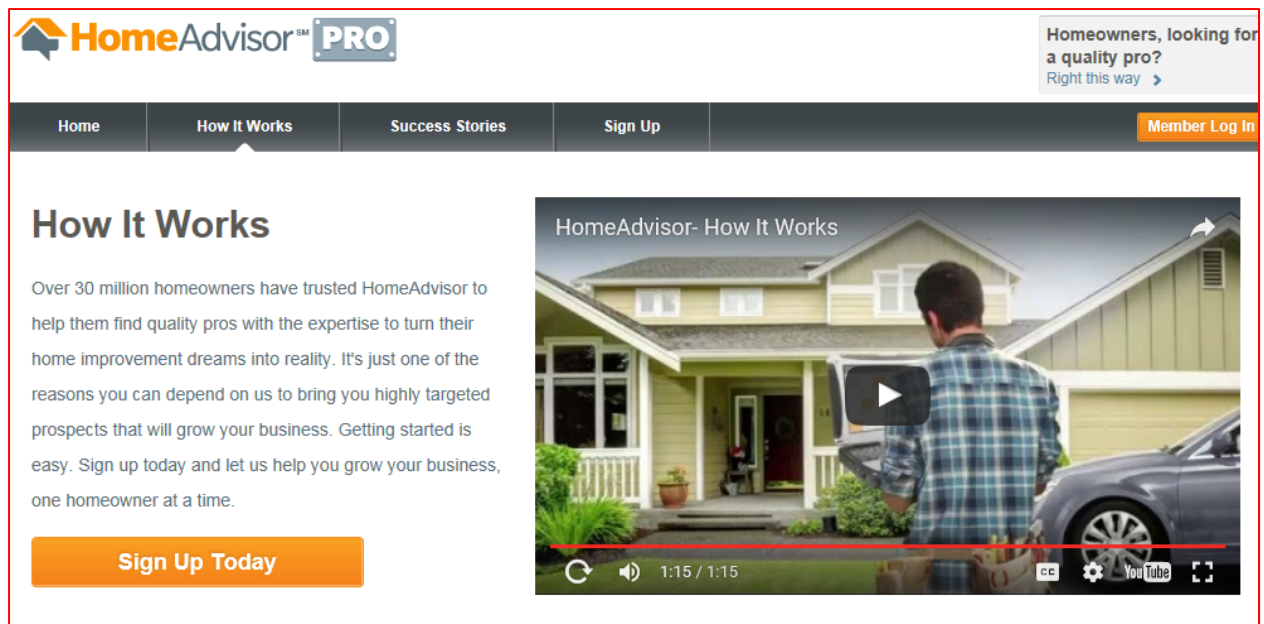 HomeAdvisor℠ PRO
Homeowners, looking for
a quality pro?
Right this way
Home
How It Works
Success Stories
Sign Up
Member Log In
How It Works
Over 30 million homeowners have trusted HomeAdvisor to
help them find quality pros with the expertise to turn their
home improvement dreams into reality. It's just one of the
reasons you can depend on us to bring you highly targeted
prospects that will grow your business. Getting started is
easy. Sign up today and let us help you grow your business,
one homeowner at a time.
Sign Up Today
HomeAdvisor- How It Works
1:15 / 1:15
CC
YouTube